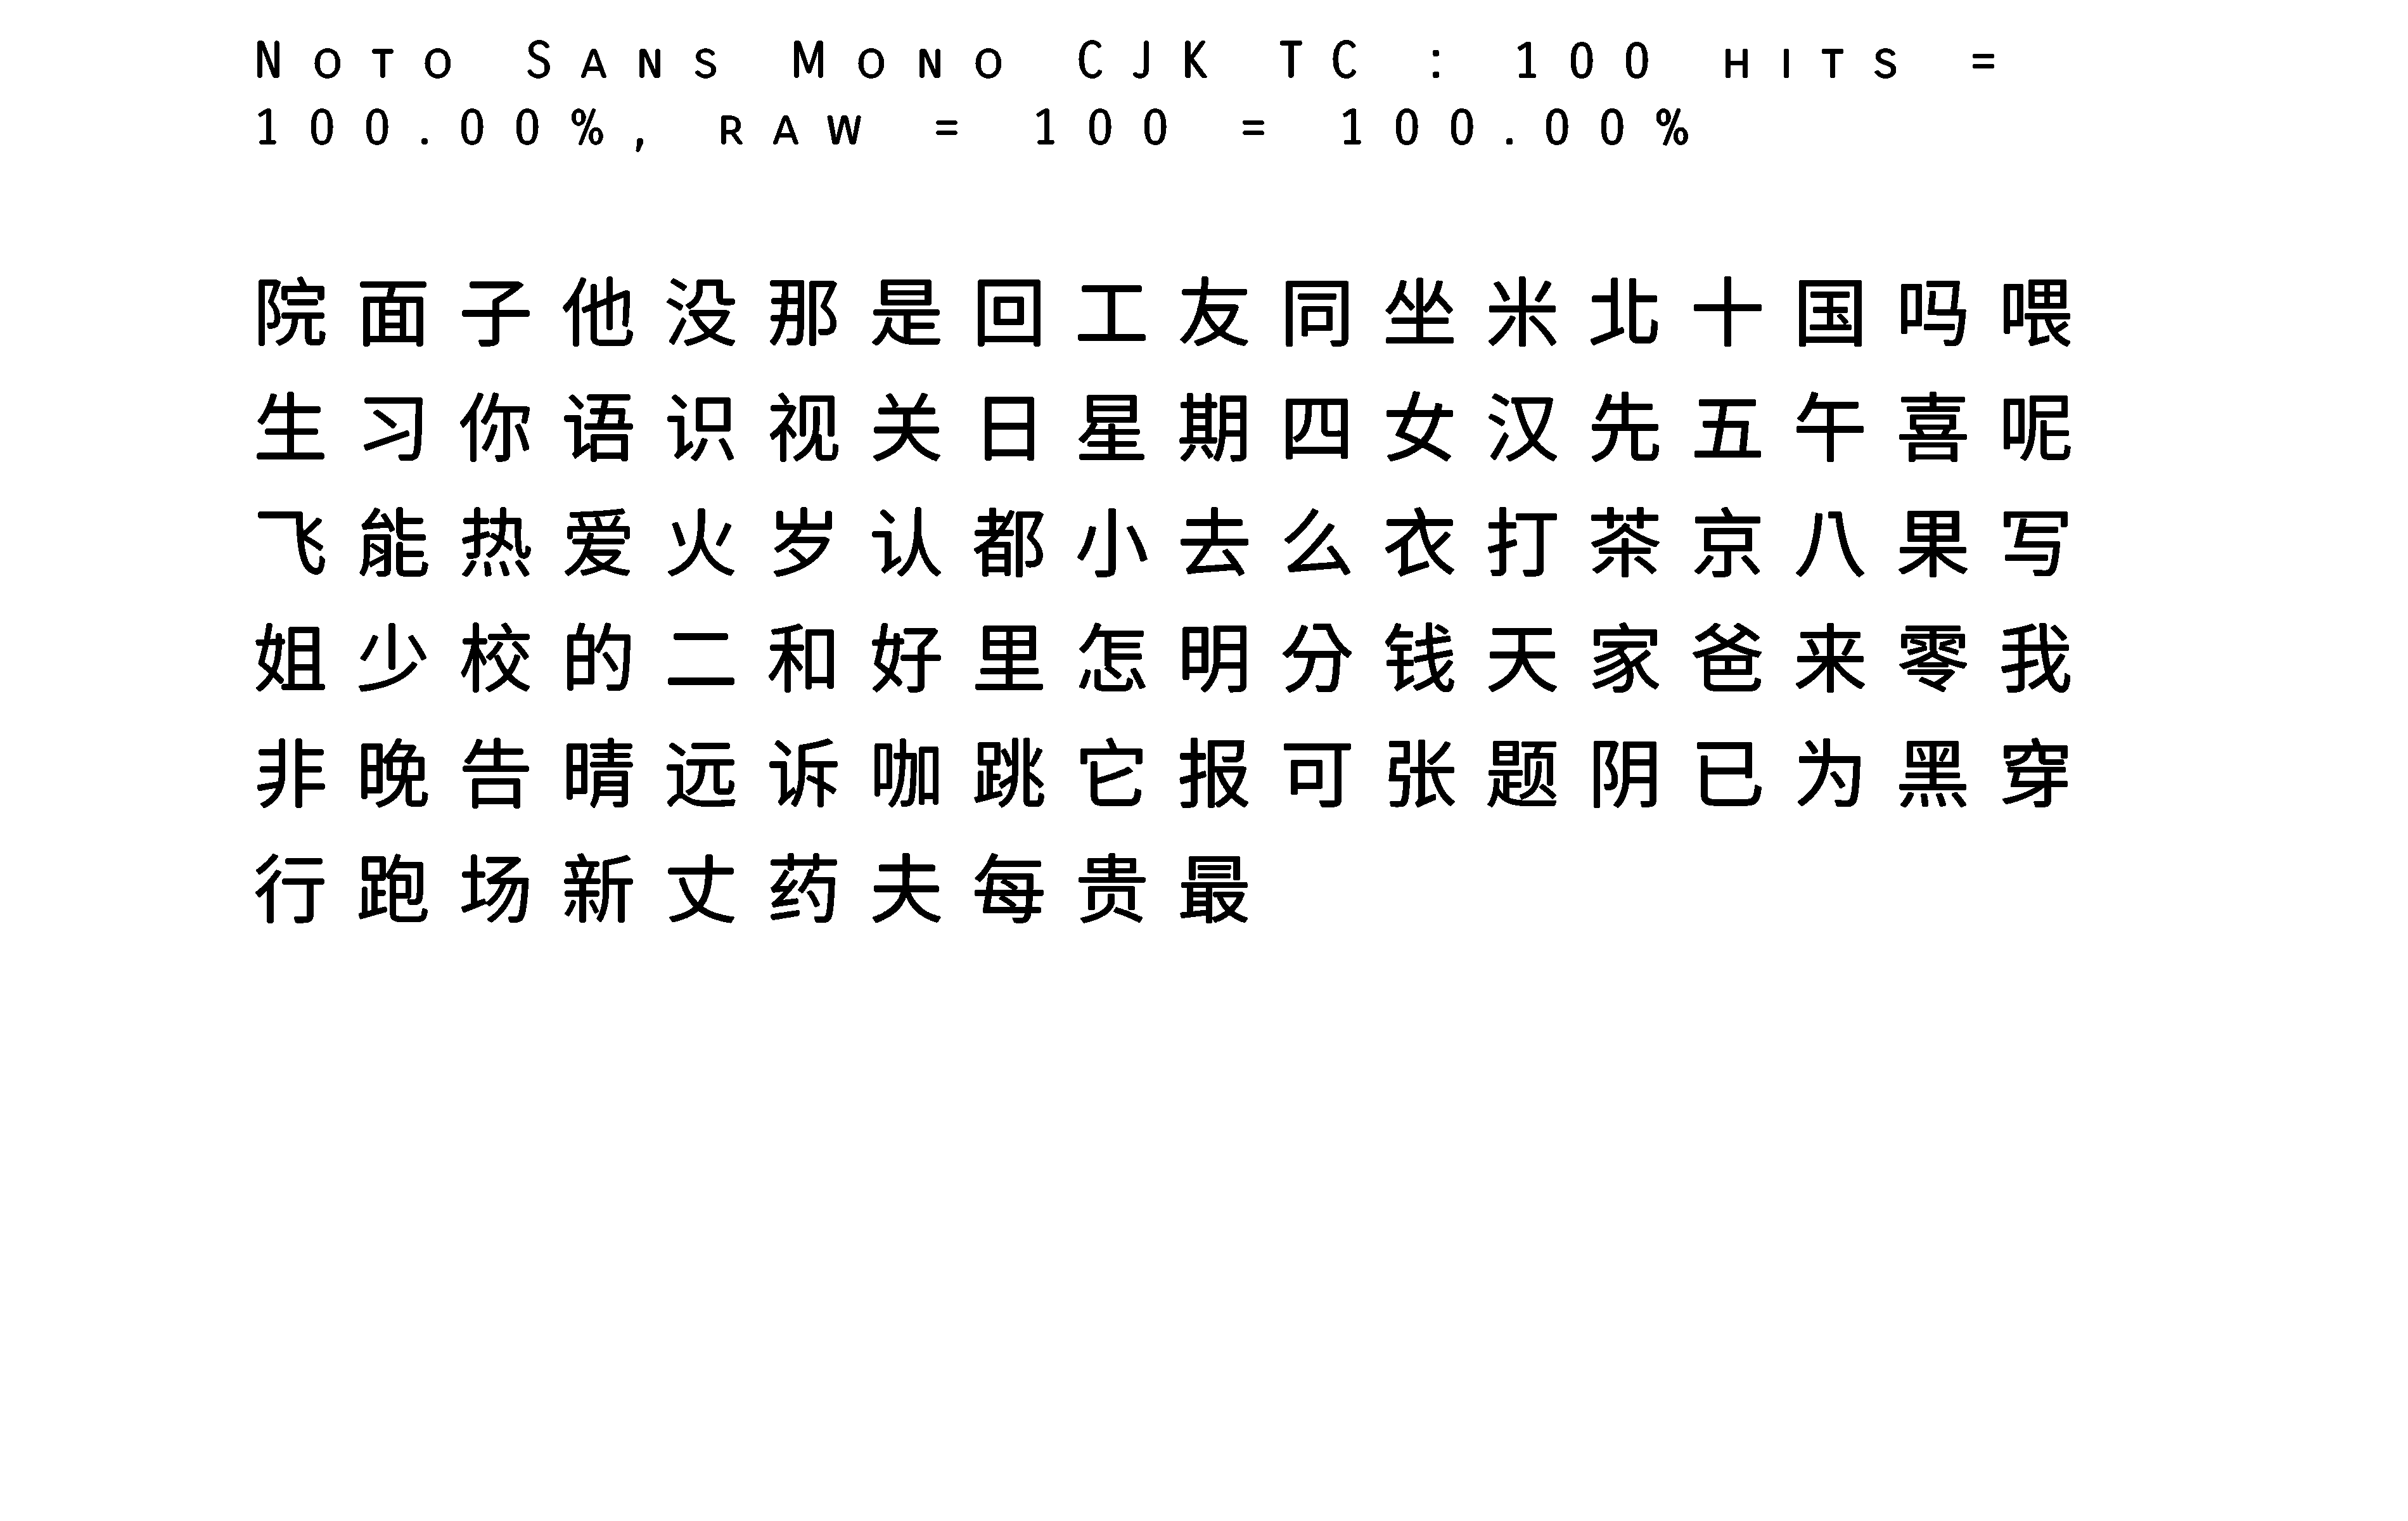 Noto Sans Mono CJK TC : 100 hits =
100.00%, raw = 100 = 100.00%
院面子他没那是回工友同坐米北十国吗喂
生习你语识视关日星期四女汉先五午喜呢
飞能热爱火岁认都小去么衣打茶京八果写
姐少校的二和好里怎明分钱天家爸来零我
非晚告晴远诉咖跳它报可张题阴已为黑穿
行跑场新丈药夫每贵最